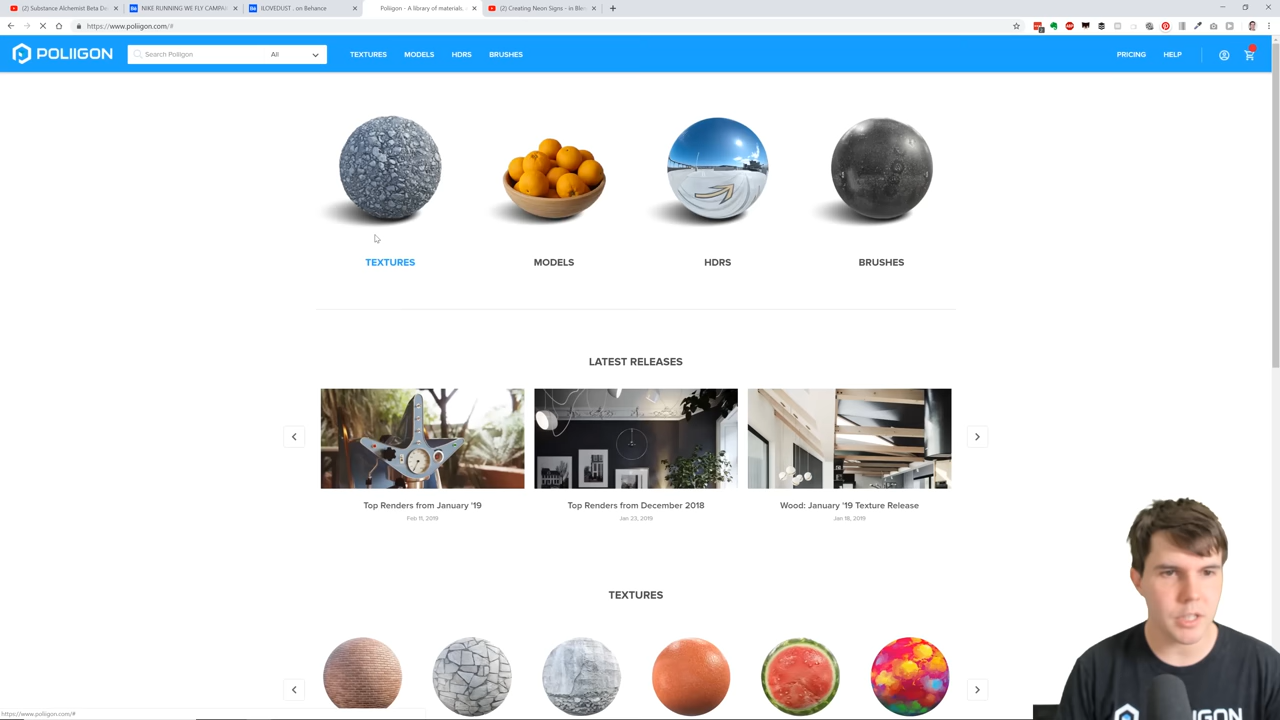 (2) Substance Alchemist Beta De
NIKE RUNNING WE FLY CAMPA
ILOVEDUST . on Behance
Poliigon - A library of materials,
(2) Creating Neon Signs - in Blen
https://www.poliigon.com/#
POLIIGON
Search Poliigon
All
TEXTURES
MODELS
HDRS
BRUSHES
PRICING
HELP
TEXTURES
MODELS
HDRS
BRUSHES
LATEST RELEASES
Top Renders from January '19
Feb 11, 2019
Top Renders from December 2018
Jan 23, 2019
Wood: January '19 Texture Release
Jan 18, 2019
TEXTURES
https://www.poliigon.com/#
POLIIGON